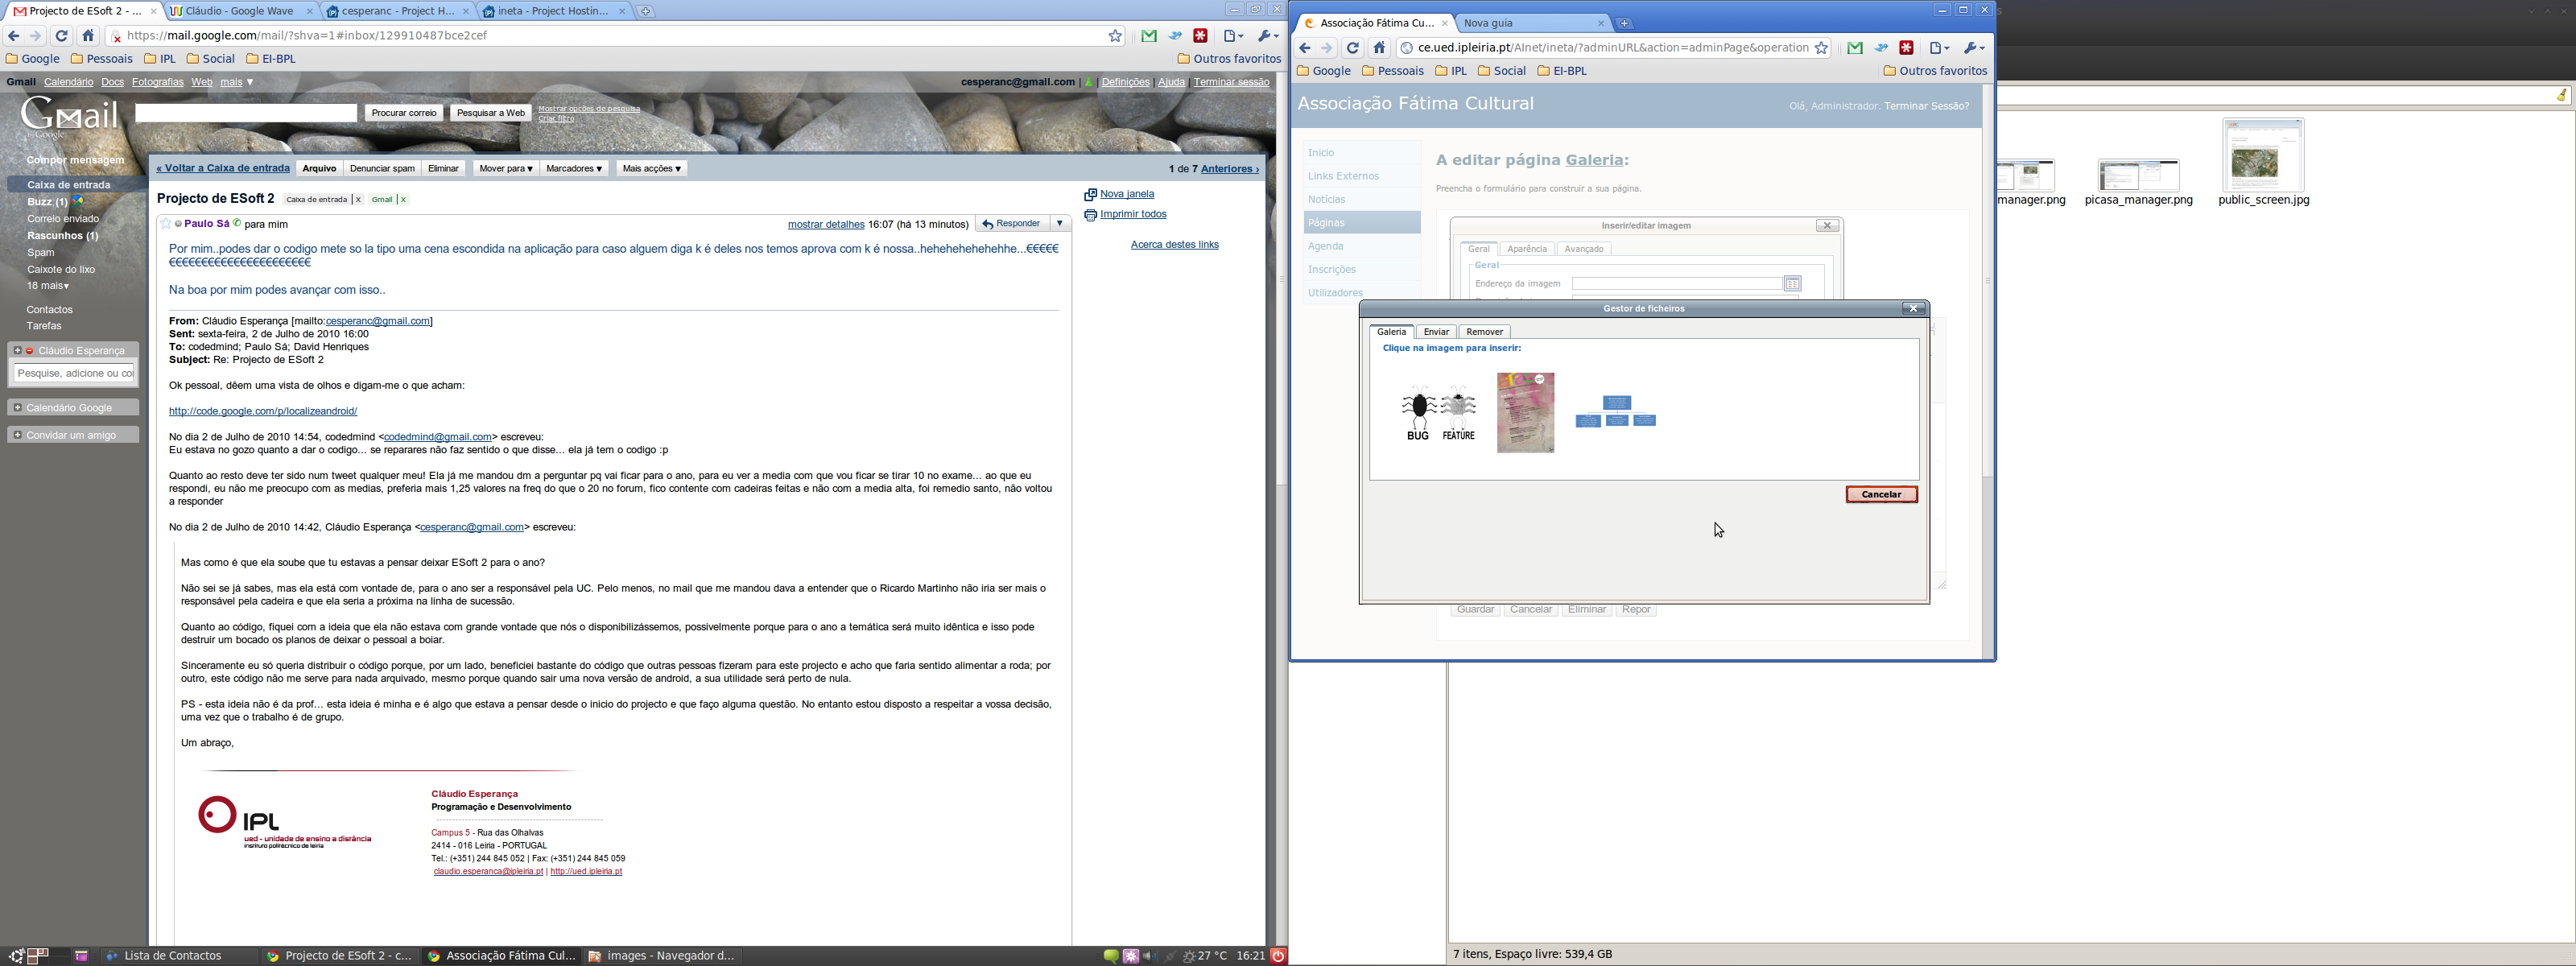 Projecto de ESoft 2 - ...
Cláudio - Google Wave
cesperanc - Project H...
ineta - Project Hostin...
https://mail.google.com/mail/?shva=1#inbox/129910487bce2cef
Google Pessoais IPL Social EI-BPL Outros favoritos
Gmail Calendário Docs Fotografias Web mais ▼
cesperanc@gmail.com | | Definições | Ajuda | Terminar sessão
Gmail
by Google
Procurar correio Pesquisar a Web
Mostrar opções de pesquisa
Criar filtro
Compor mensagem
Caixa de entrada
Buzz (1)
Correio enviado
Rascunhos (1)
Spam
Caixote do lixo
18 mais▾
Contactos
Tarefas
Cláudio Esperança
Pesquise, adicione ou co
Calendário Google
Convidar um amigo
« Voltar a Caixa de entrada Arquivo Denunciar spam Eliminar Mover para ▾ Marcadores ▾ Mais acções ▾ 1 de 7 Anteriores ›
Projecto de ESoft 2 Caixa de entrada | X Gmail | X
Nova janela
Imprimir todos
Acerca destes links
Paulo Sá para mim mostrar detalhes 16:07 (há 13 minutos) Responder ▼
Por mim..podes dar o codigo mete so la tipo uma cena escondida na aplicação para caso alguem diga k é deles nos temos aprova com k é nossa..hehehehehehehhe...€€€€€
€€€€€€€€€€€€€€€€€€€€€€
Na boa por mim podes avançar com isso..
From: Cláudio Esperança [mailto:cesperanc@gmail.com]
Sent: sexta-feira, 2 de Julho de 2010 16:00
To: codedmind; Paulo Sá; David Henriques
Subject: Re: Projecto de ESoft 2
Ok pessoal, dêem uma vista de olhos e digam-me o que acham:
http://code.google.com/p/localizeandroid/
No dia 2 de Julho de 2010 14:54, codedmind <codedmind@gmail.com> escreveu:
Eu estava no gozo quanto a dar o codigo... se reparares não faz sentido o que disse... ela já tem o codigo :p
Quanto ao resto deve ter sido num tweet qualquer meu! Ela já me mandou dm a perguntar pq vai ficar para o ano, para eu ver a media com que vou ficar se tirar 10 no exame... ao que eu
respondi, eu não me preocupo com as medias, preferia mais 1,25 valores na freq do que o 20 no forum, fico contente com cadeiras feitas e não com a media alta, foi remedio santo, não voltou
a responder
No dia 2 de Julho de 2010 14:42, Cláudio Esperança <cesperanc@gmail.com> escreveu:
Mas como é que ela soube que tu estavas a pensar deixar ESoft 2 para o ano?
Não sei se já sabes, mas ela está com vontade de, para o ano ser a responsável pela UC. Pelo menos, no mail que me mandou dava a entender que o Ricardo Martinho não iria ser mais o
responsável pela cadeira e que ela seria a próxima na linha de sucessão.
Quanto ao código, fiquei com a ideia que ela não estava com grande vontade que nós o disponibilizássemos, possivelmente porque para o ano a temática será muito idêntica e isso pode
destruir um bocado os planos de deixar o pessoal a boiar.
Sinceramente eu só queria distribuir o código porque, por um lado, beneficiei bastante do código que outras pessoas fizeram para este projecto e acho que faria sentido alimentar a roda; por
outro, este código não me serve para nada arquivado, mesmo porque quando sair uma nova versão de android, a sua utilidade será perto de nula.
PS - esta ideia não é da prof... esta ideia é minha e é algo que estava a pensar desde o inicio do projecto e que faço alguma questão. No entanto estou disposto a respeitar a vossa decisão,
uma vez que o trabalho é de grupo.
Um abraço,
IPL
ued - unidade de ensino a distância
instituto politécnico de leiria
Cláudio Esperança
Programação e Desenvolvimento
Campus 5 - Rua das Olhalvas
2414 - 016 Leiria - PORTUGAL
Tel.: (+351) 244 845 052 | Fax: (+351) 244 845 059
claudio.esperanca@ipleiria.pt | http://ued.ipleiria.pt
Lista de Contactos
Projecto de ESoft 2 - c...
Associação Fátima Cul...
images - Navegador d...
27 °C 16:21
Associação Fátima Cu...
Nova guia
ce.ued.ipleiria.pt/AInet/ineta/?adminURL&action=adminPage&operation
Google Pessoais IPL Social EI-BPL Outros favoritos
Associação Fátima Cultural
Olá, Administrador. Terminar Sessão?
Inicio
Links Externos
Notícias
Páginas
Agenda
Inscrições
Utilizadores
A editar página Galeria:
Preencha o formulário para construir a sua página.
Inserir/editar imagem
Geral Aparência Avançado
Geral
Endereço da imagem
Gestor de ficheiros
Galeria Enviar Remover
Clique na imagem para inserir:
BUG FEATURE
Cancelar
Guardar Cancelar Eliminar Repor
manager.png
picasa_manager.png
public_screen.jpg
7 itens, Espaço livre: 539,4 GB